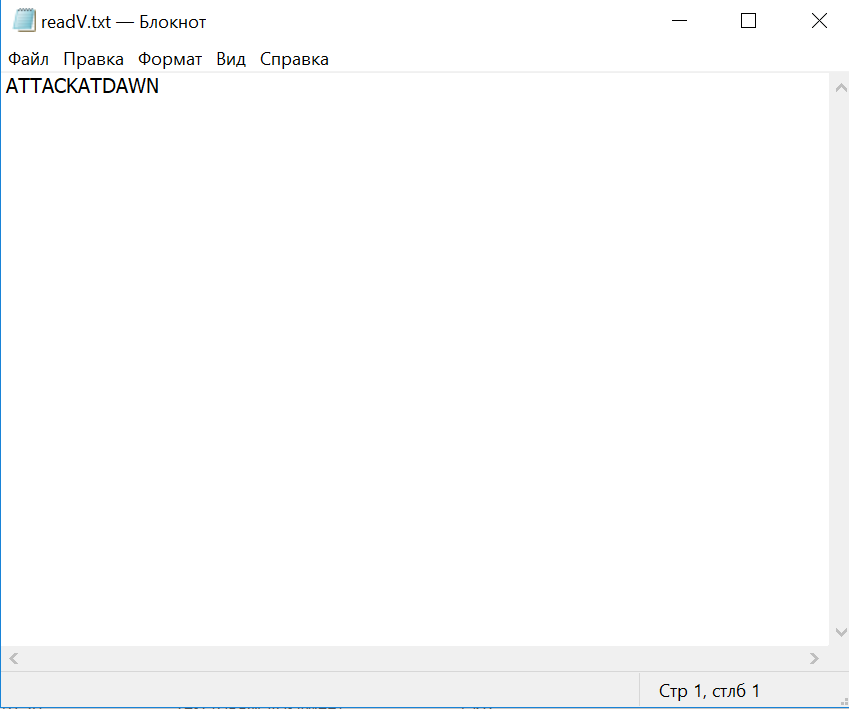 readV.txt — Блокнот
Файл Правка Формат Вид Справка
ATTACKATDAWN
Стр 1, стлб 1